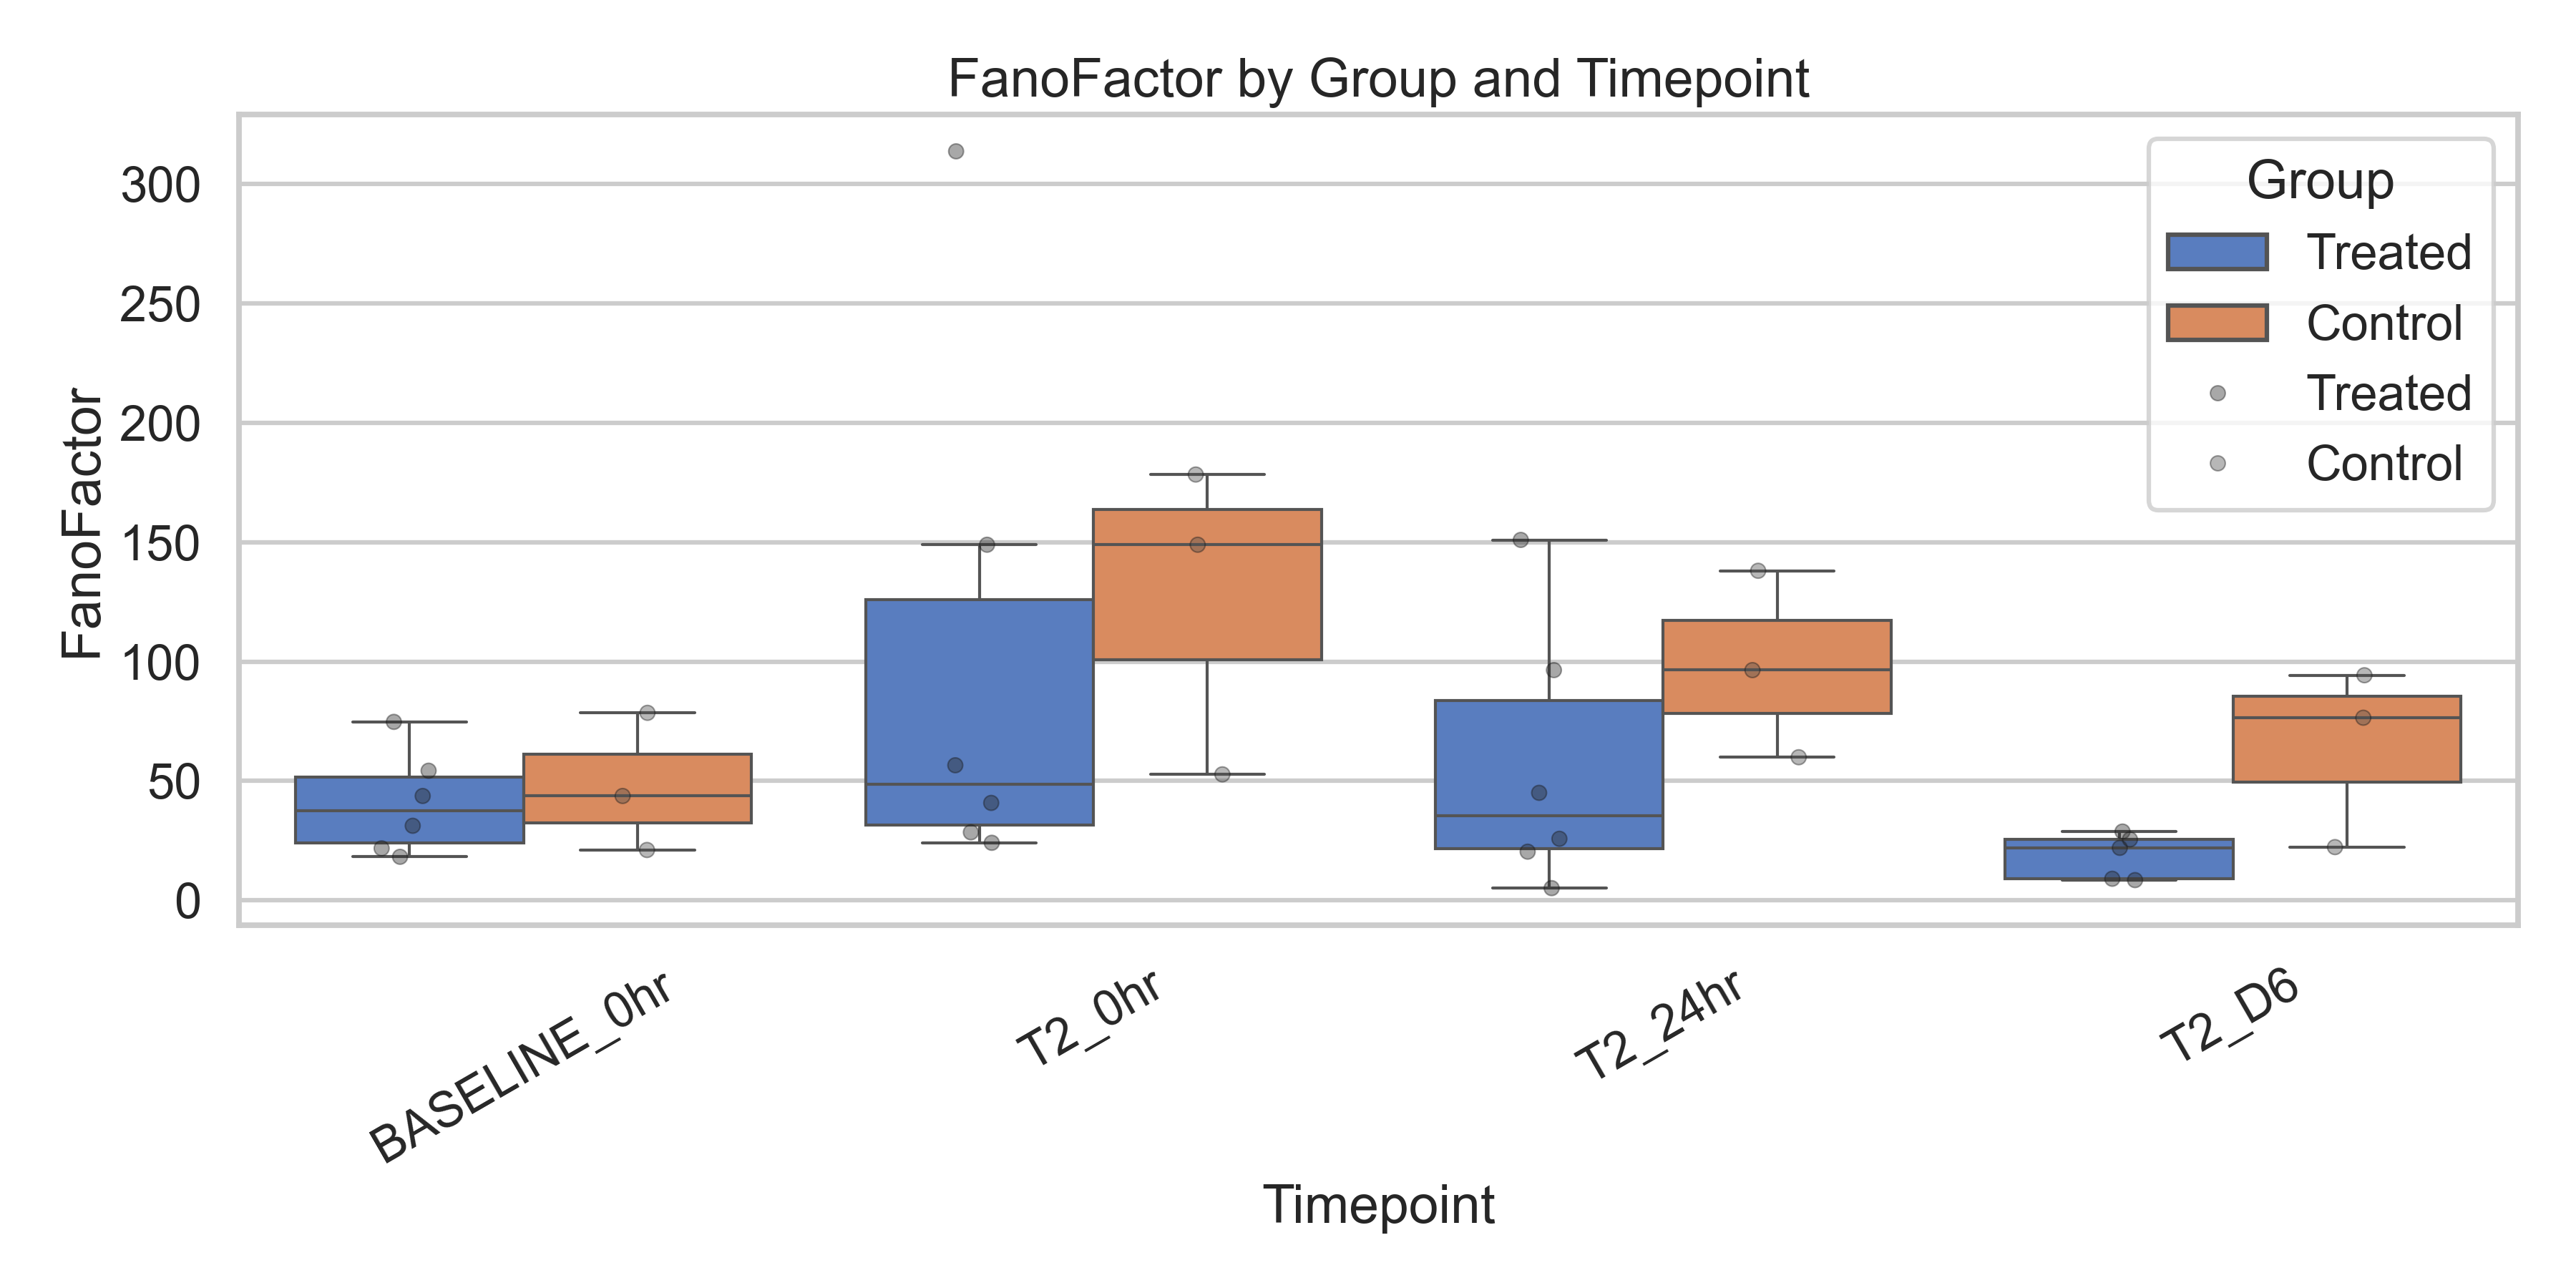 FanoFactor by Group and Timepoint
FanoFactor
300
250
200
150
100
50
0
Group
Treated
Control
Treated
Control
BASELINE_0hr
T2_0hr
T2_24hr
T2_D6
Timepoint